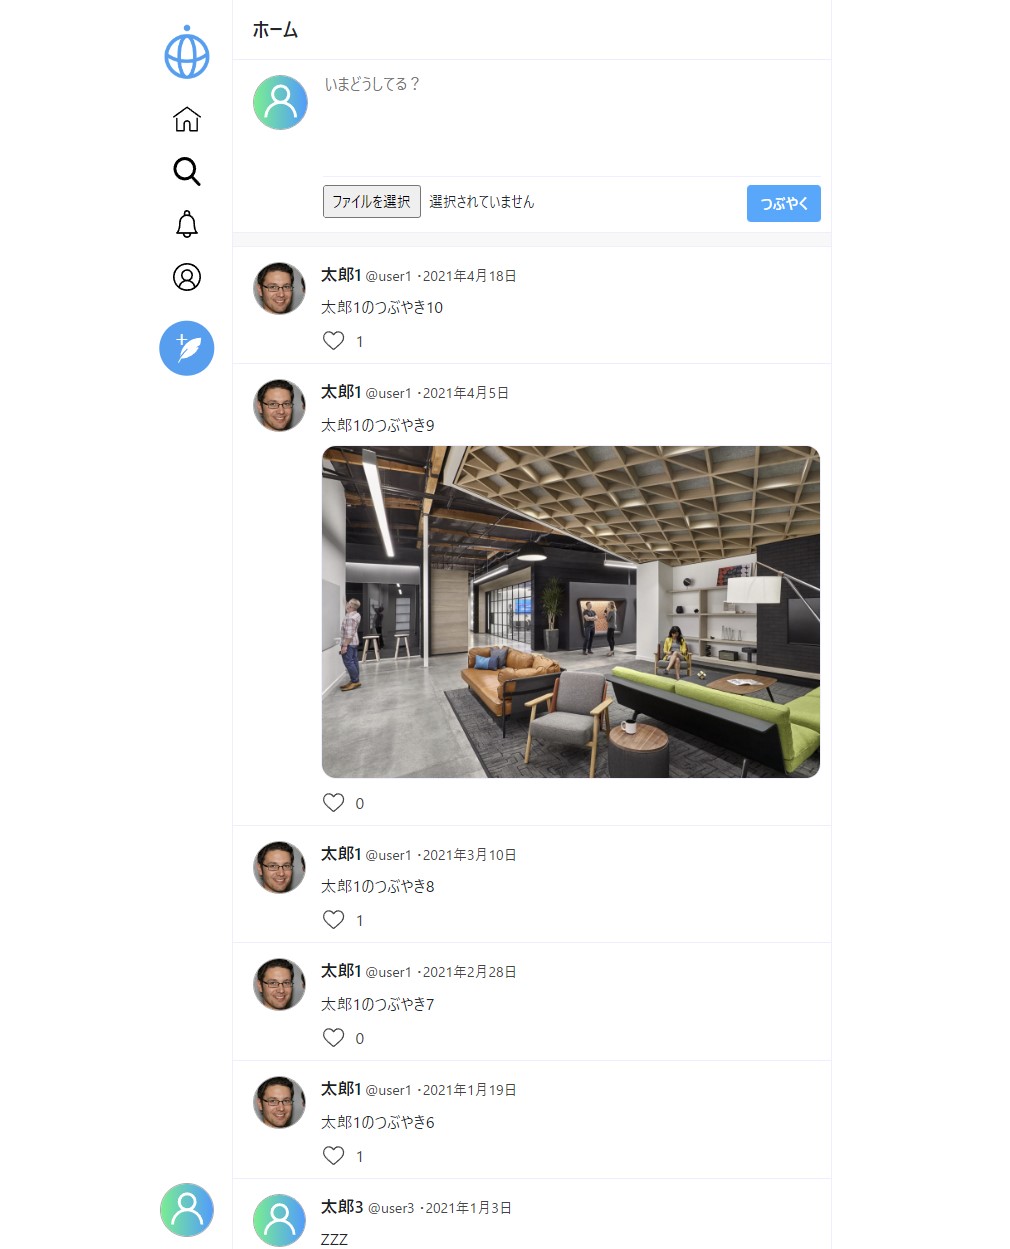 ホーム
いまどうしてる？
ファイルを選択 選択されていません
つぶやく
太郎1 @user1 ・2021年4月18日
太郎1のつぶやき10
1
太郎1 @user1 ・2021年4月5日
太郎1のつぶやき9
0
太郎1 @user1 ・2021年3月10日
太郎1のつぶやき8
1
太郎1 @user1 ・2021年2月28日
太郎1のつぶやき7
0
太郎1 @user1 ・2021年1月19日
太郎1のつぶやき6
1
太郎3 @user3 ・2021年1月3日
ZZZ